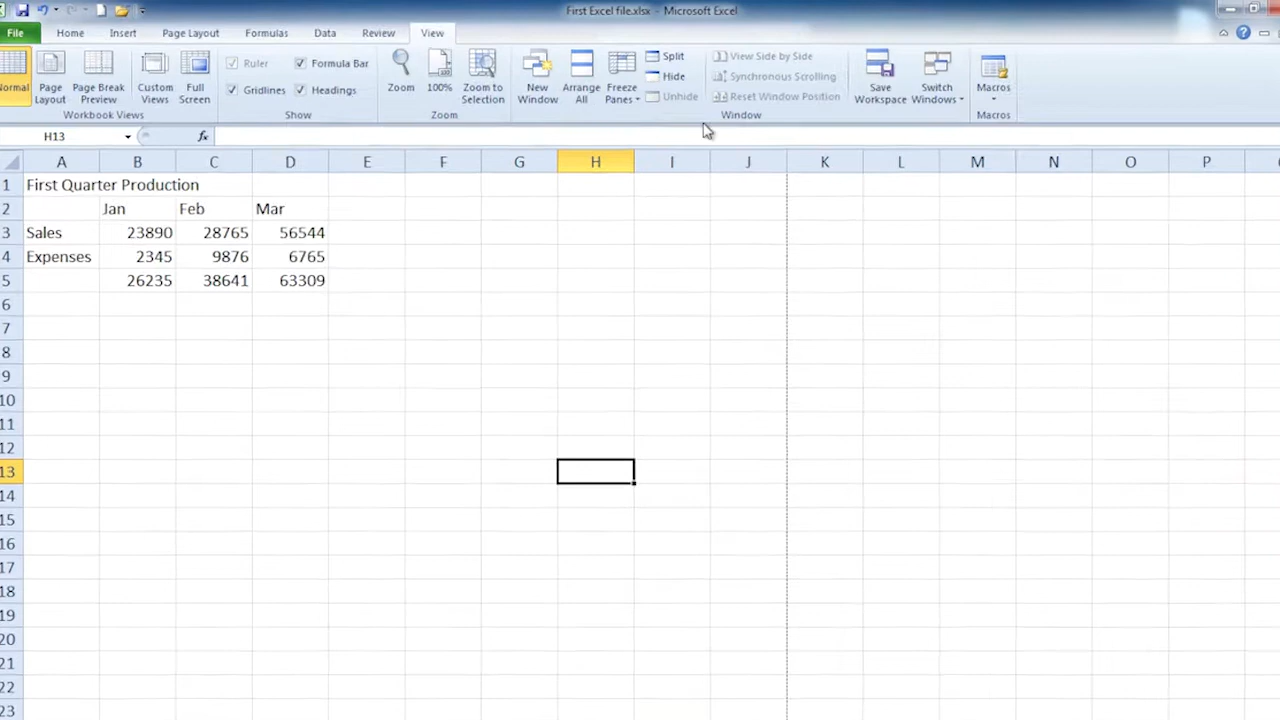 First Excel file.xlsx - Microsoft Excel
File Home Insert Page Layout Formulas Data Review View
Normal
Page Layout
Page Break Preview
Custom Views
Full Screen
Workbook Views
Ruler
Formula Bar
Gridlines
Headings
Show
Zoom
100%
Zoom to Selection
Zoom
New Window
Arrange All
Freeze Panes
Split
Hide
Unhide
View Side by Side
Synchronous Scrolling
Reset Window Position
Window
Save Workspace
Switch Windows
Macros
Macros
H13 fx
A B C D E F G H I J K L M N O P
1 First Quarter Production
2 Jan Feb Mar
3 Sales 23890 28765 56544
4 Expenses 2345 9876 6765
5 26235 38641 63309
6
7
8
9
10
11
12
13
14
15
16
17
18
19
20
21
22
23